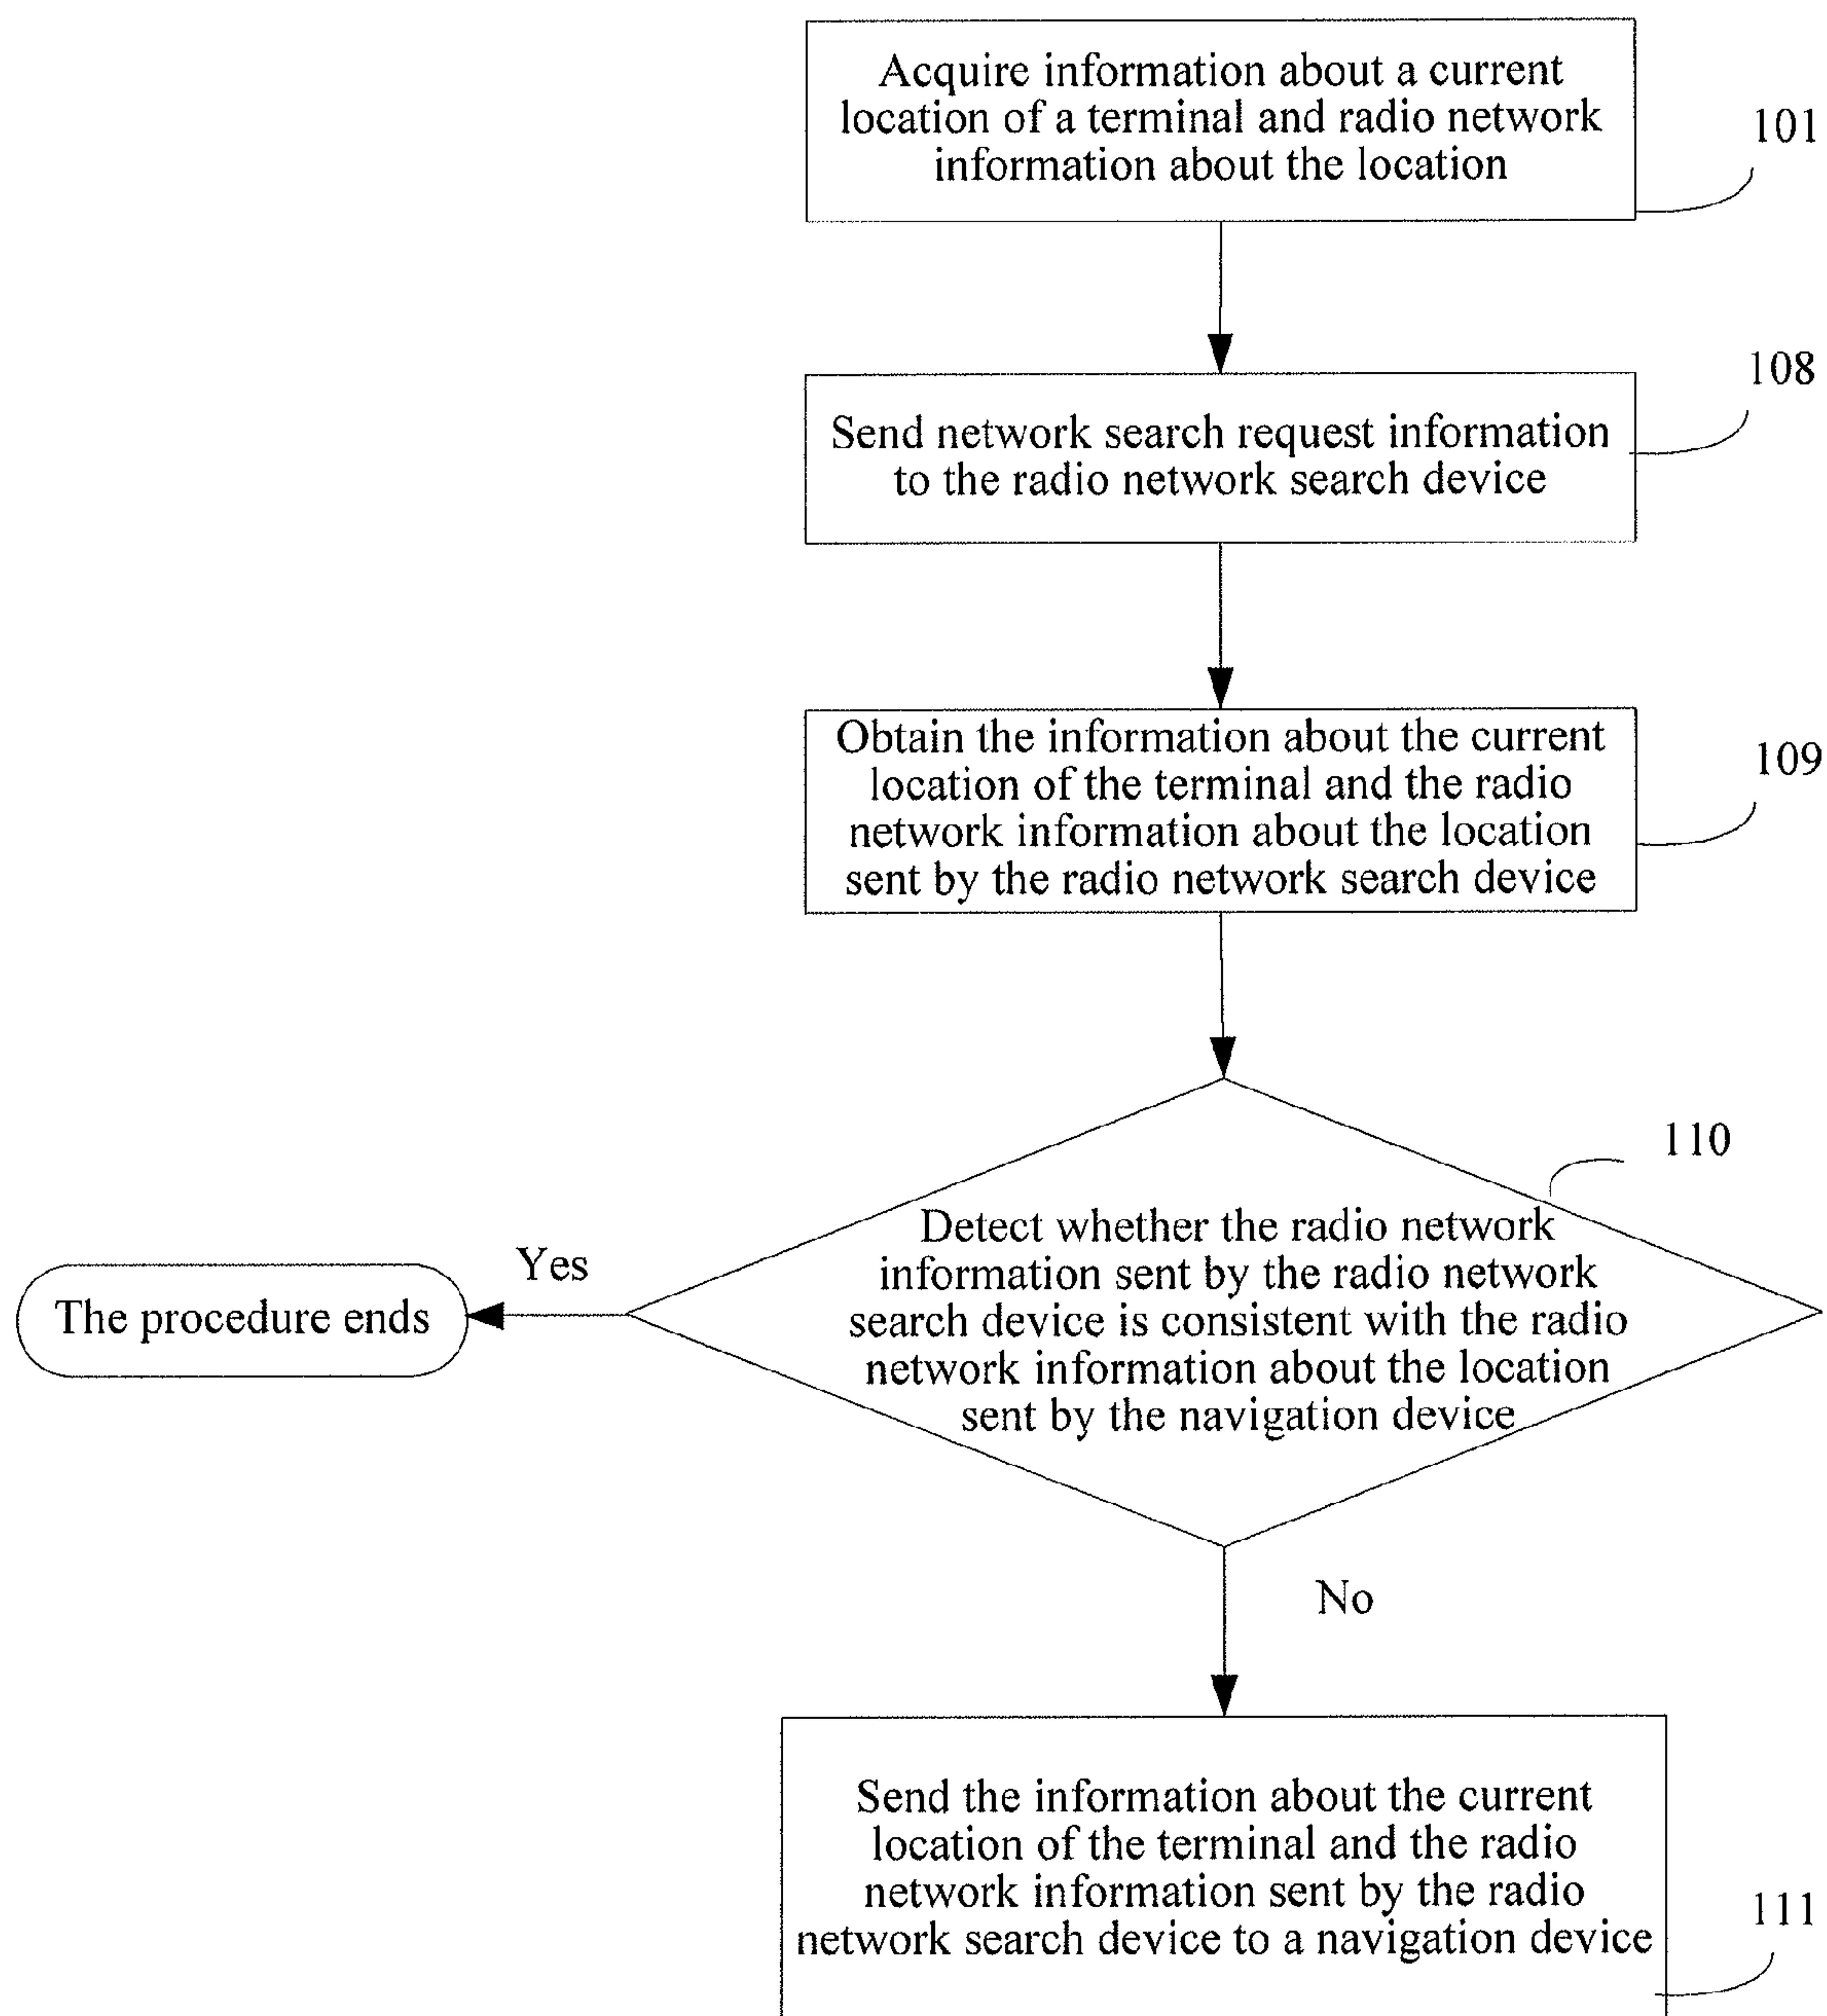 Acquire information about a current
location of a terminal and radio network
information about the location
101
108
Send network search request information
to the radio network search device
Obtain the information about the current
location of the terminal and the radio
network information about the location
sent by the radio network search device
109
110
Detect whether the radio network
information sent by the radio network
search device is consistent with the radio
network information about the location
sent by the navigation device
Yes
The procedure ends
No
Send the information about the current
location of the terminal and the radio
network information sent by the radio
network search device to a navigation device
111